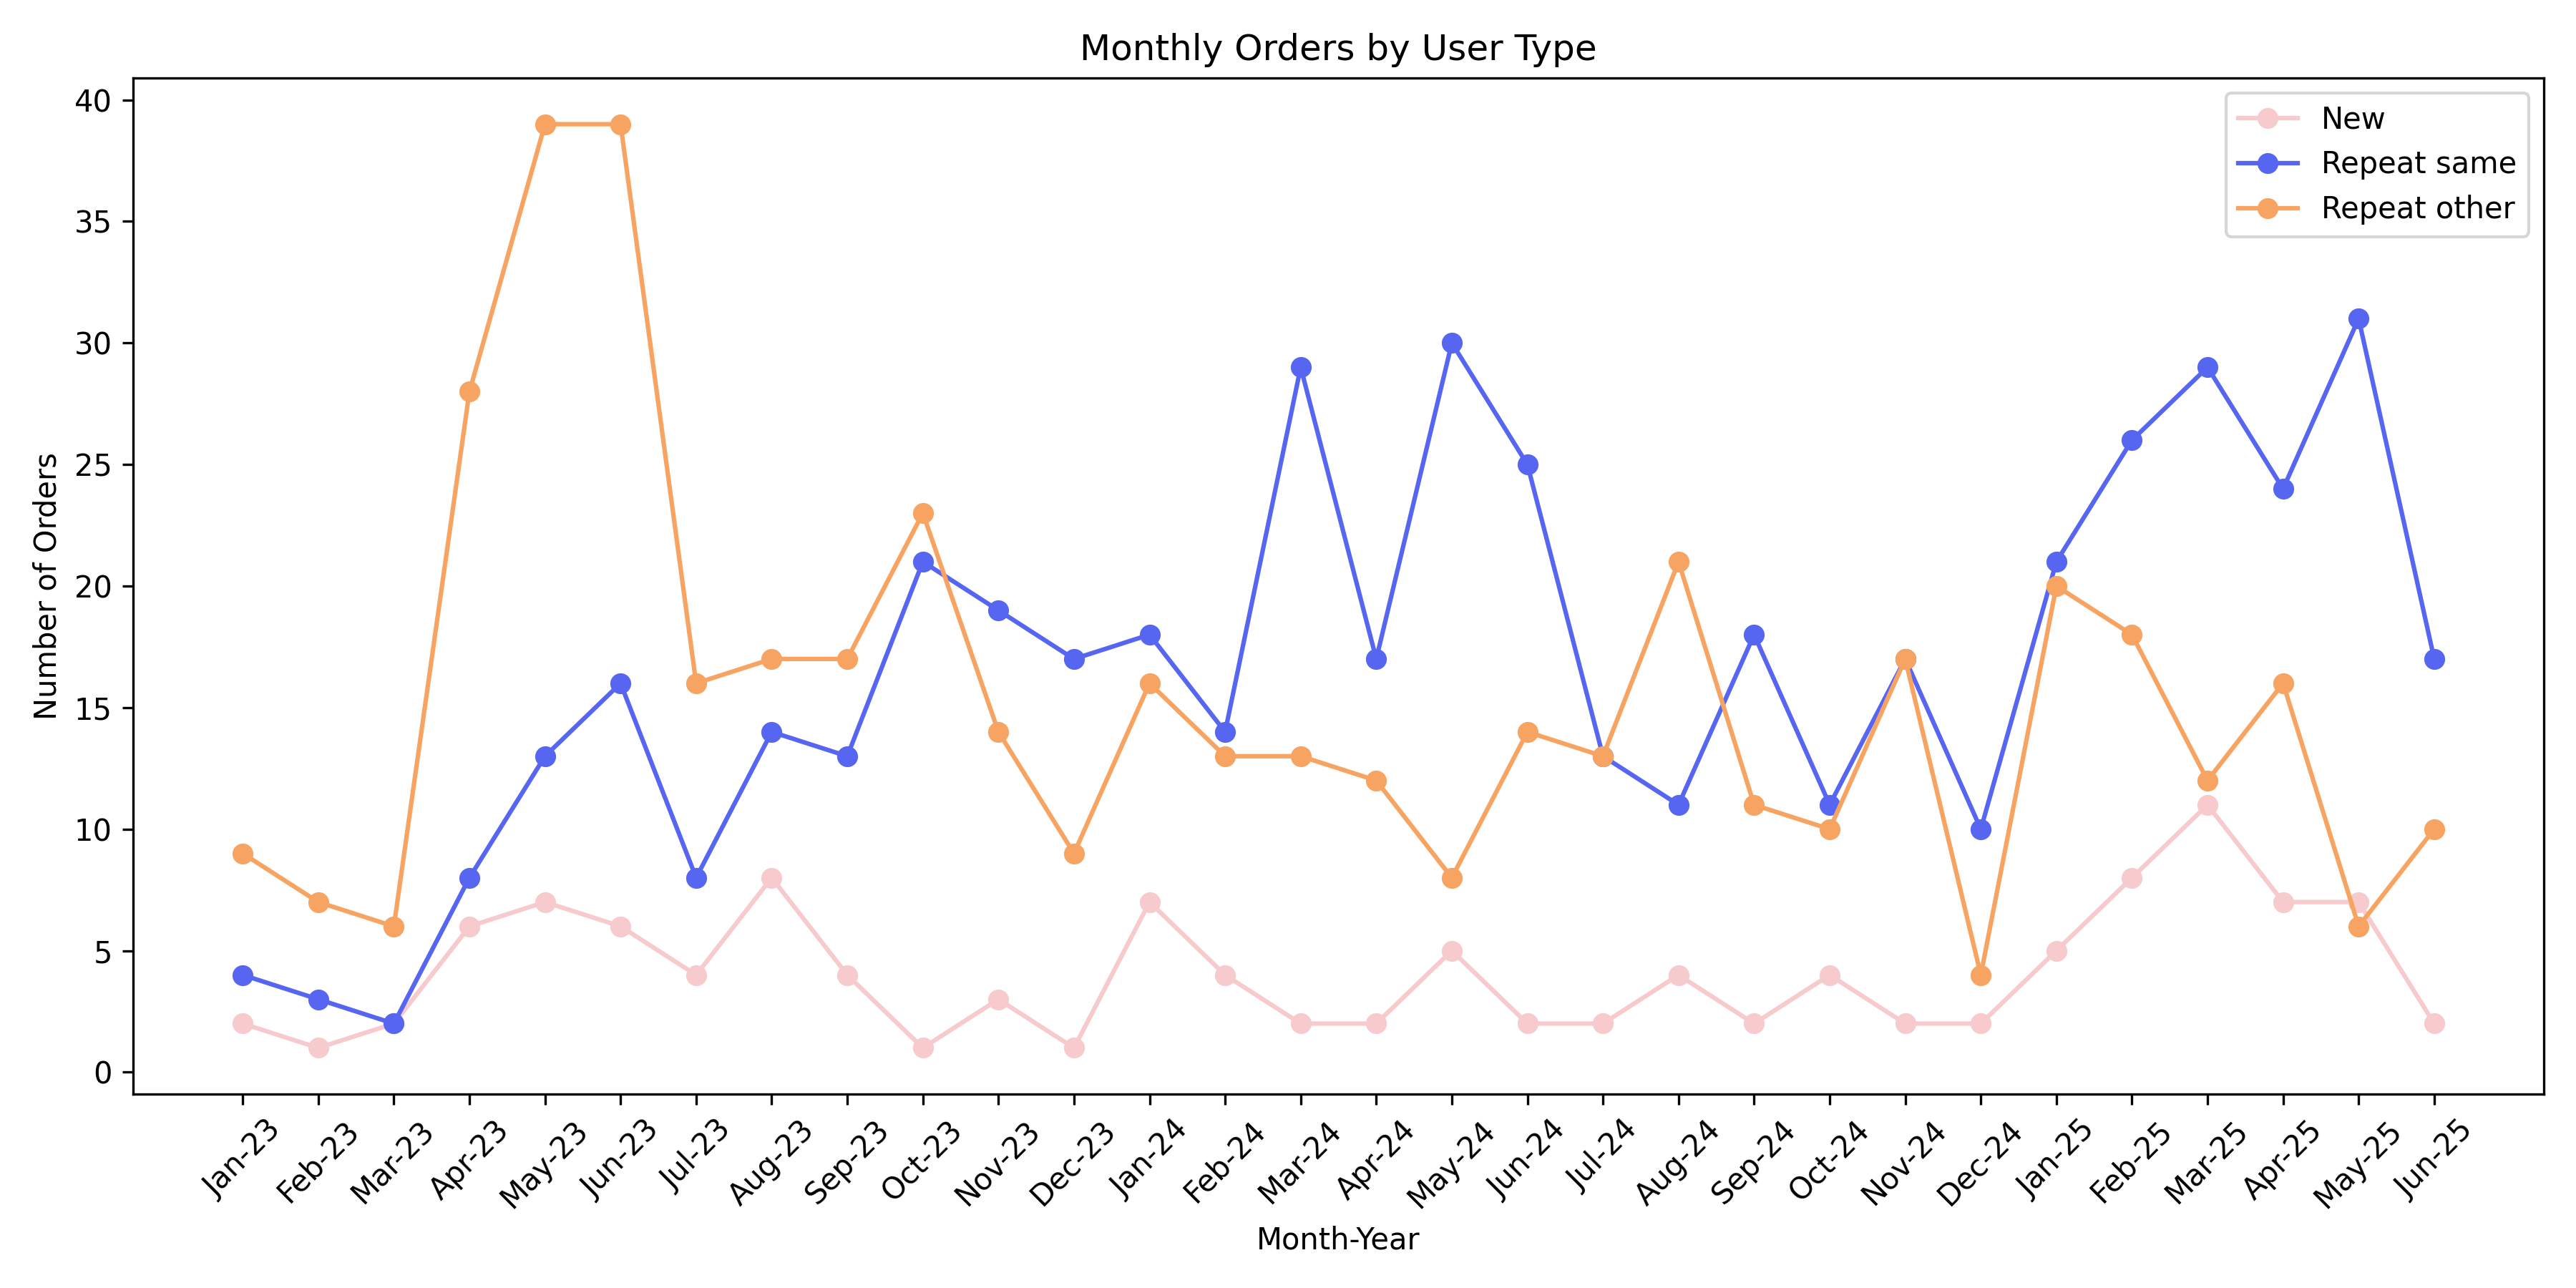 Monthly Orders by User Type
New
Repeat same
Repeat other
Number of Orders
40
35
30
25
20
15
10
5
0
Jan-23
Feb-23
Mar-23
Apr-23
May-23
Jun-23
Jul-23
Aug-23
Sep-23
Oct-23
Nov-23
Dec-23
Jan-24
Feb-24
Mar-24
Apr-24
May-24
Jun-24
Jul-24
Aug-24
Sep-24
Oct-24
Nov-24
Dec-24
Jan-25
Feb-25
Mar-25
Apr-25
May-25
Jun-25
Month-Year